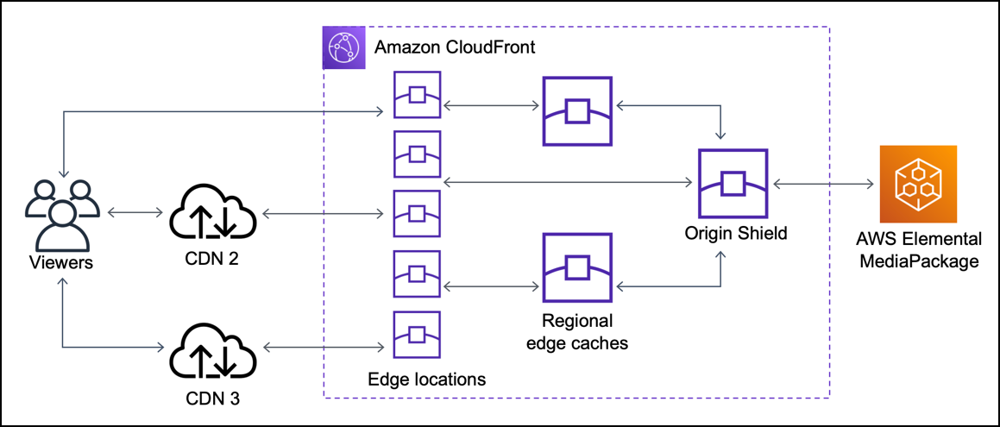 Amazon CloudFront
Viewers
CDN 2
CDN 3
Edge locations
Regional
edge caches
Origin Shield
AWS Elemental
MediaPackage